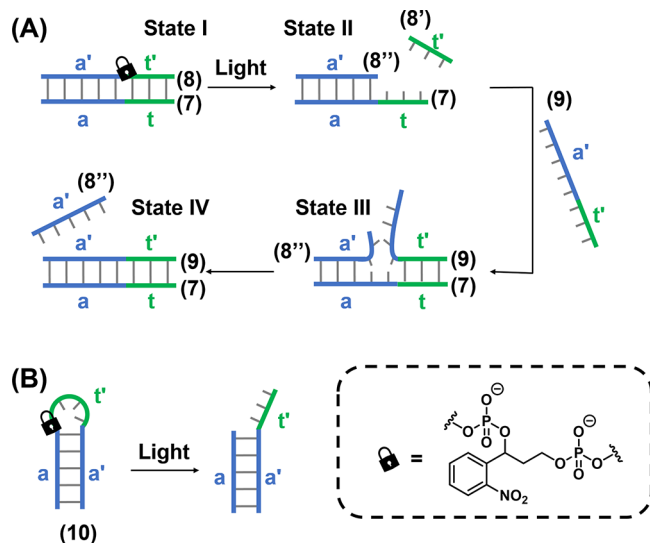 (A)
State I
State II
(8')
t'
a'
t'
(8)
(7)
a
t
Light
a'
(8'')
(7)
a
t
(9)
a'
t'
a'
(8'')
State IV
a'
t'
(9)
(7)
a
t
State III
(8'')
a'
t'
(9)
(7)
a
t
(B)
t'
a
a'
(10)
Light
t'
a
a'
=
O
O
P
O
O
O
O
P
O
O
NO2